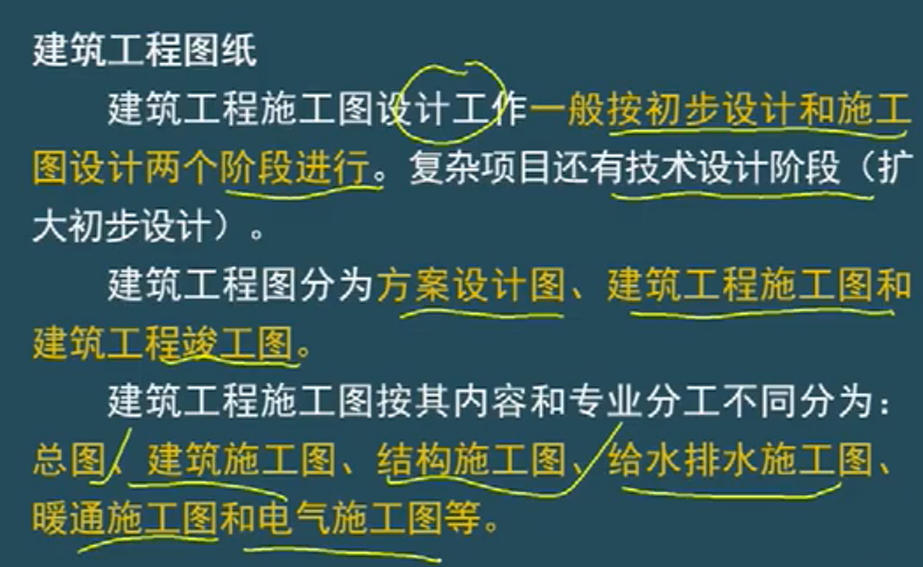 建筑工程图纸
建筑工程施工图设计工作一般按初步设计和施工
图设计两个阶段进行。复杂项目还有技术设计阶段（扩
大初步设计）。
建筑工程图分为方案设计图、建筑工程施工图和
建筑工程竣工图。
建筑工程施工图按其内容和专业分工不同分为：
总图、建筑施工图、结构施工图、给水排水施工图、
暖通施工图和电气施工图等。